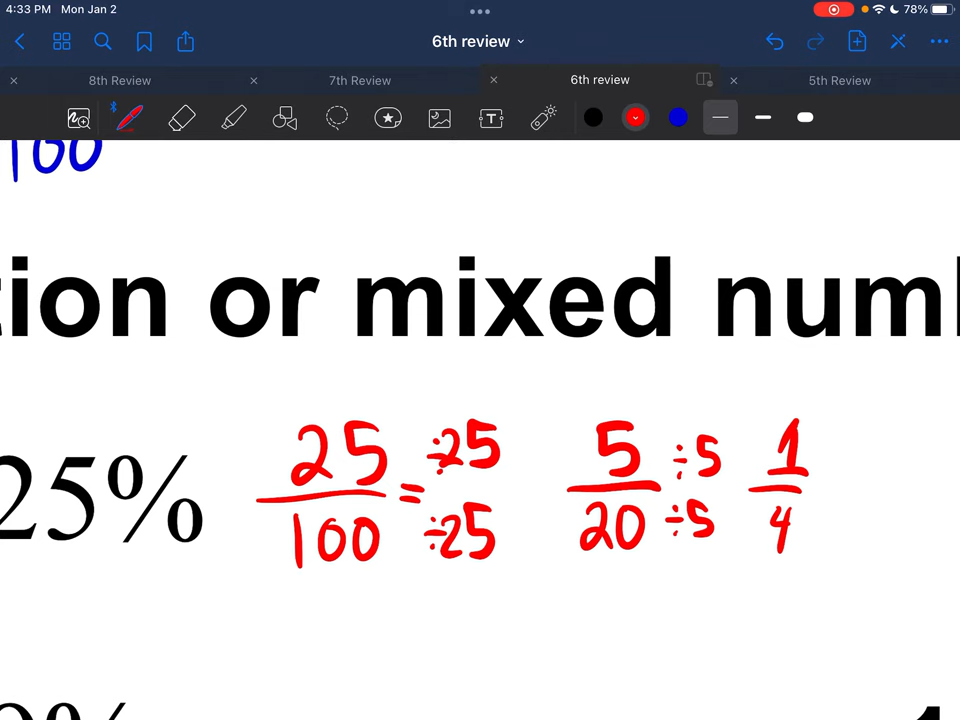 4:33 PM Mon Jan 2 78%
6th review
8th Review 7th Review 6th review 5th Review
T
100
tion or mixed num
25% 25/100 = ÷25/÷25 5/20 ÷5/÷5 1/4